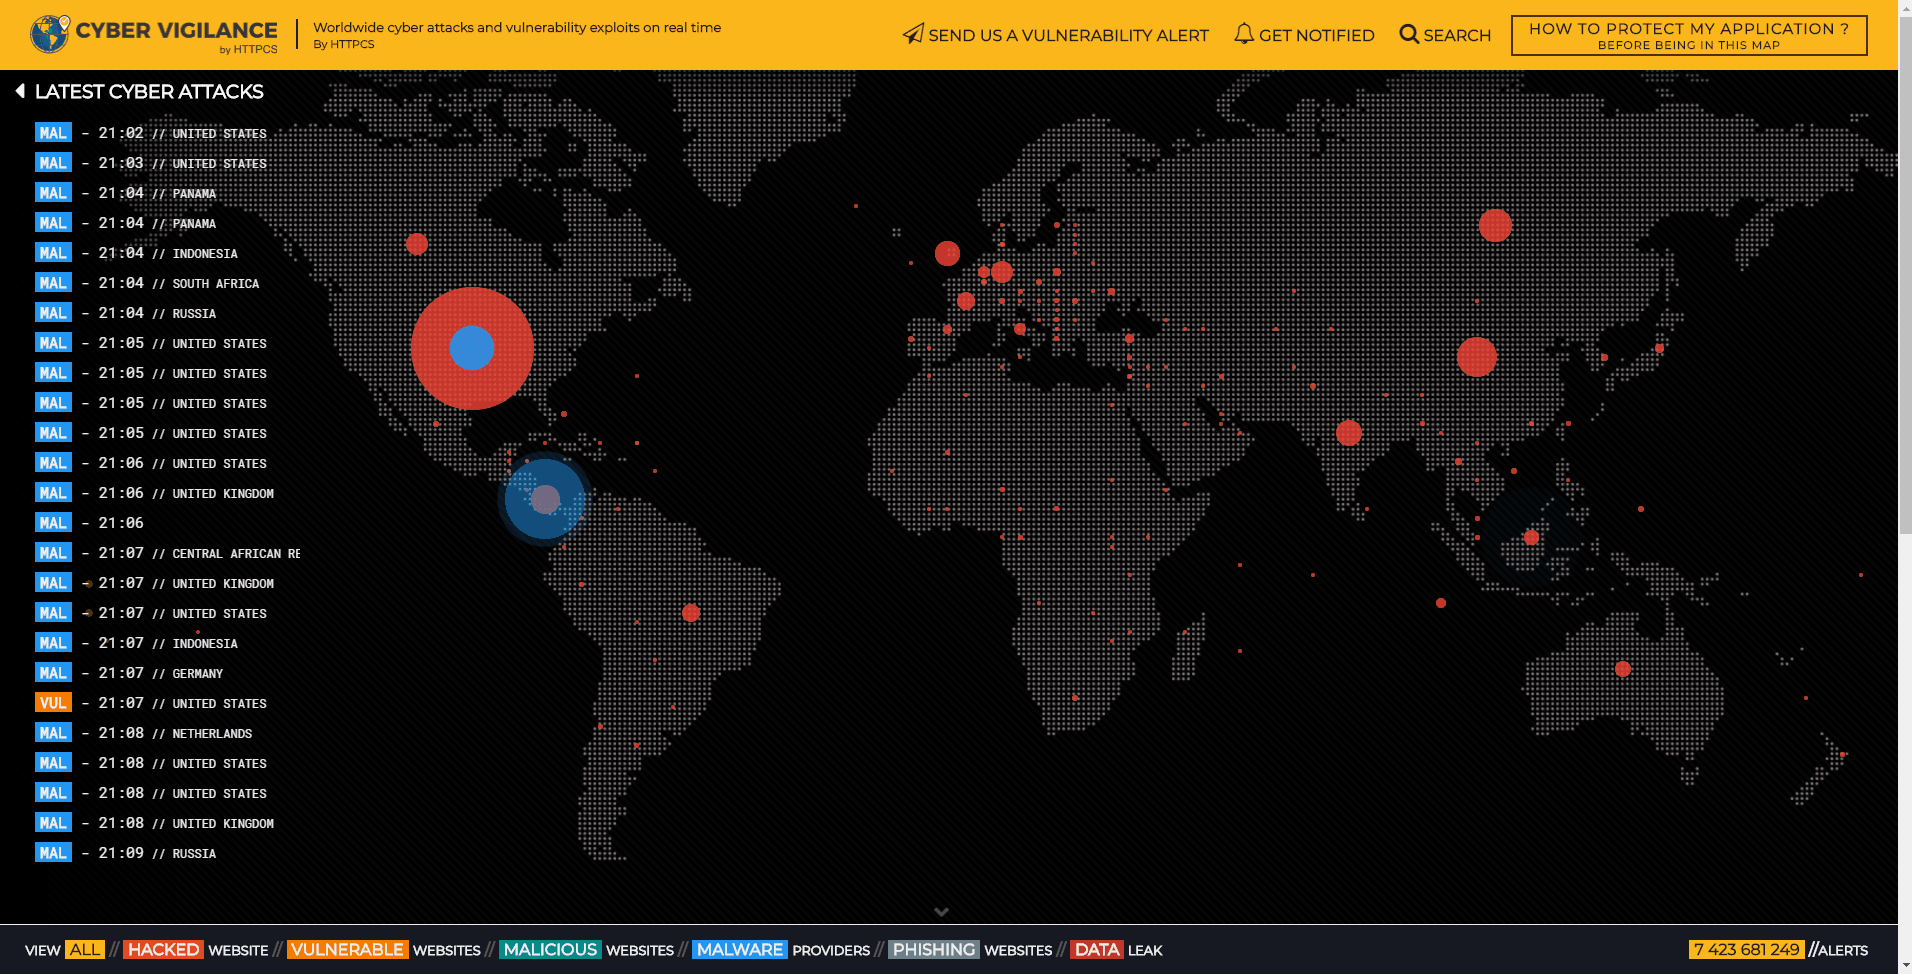 CYBER VIGILANCE
by HTTPCS
Worldwide cyber attacks and vulnerability exploits on real time
By HTTPCS
SEND US A VULNERABILITY ALERT
GET NOTIFIED
SEARCH
HOW TO PROTECT MY APPLICATION ?
BEFORE BEING IN THIS MAP
LATEST CYBER ATTACKS
MAL - 21:02 // UNITED STATES
MAL - 21:03 // UNITED STATES
MAL - 21:04 // PANAMA
MAL - 21:04 // PANAMA
MAL - 21:04 // INDONESIA
MAL - 21:04 // SOUTH AFRICA
MAL - 21:04 // RUSSIA
MAL - 21:05 // UNITED STATES
MAL - 21:05 // UNITED STATES
MAL - 21:05 // UNITED STATES
MAL - 21:05 // UNITED STATES
MAL - 21:06 // UNITED STATES
MAL - 21:06 // UNITED KINGDOM
MAL - 21:06
MAL - 21:07 // CENTRAL AFRICAN RE
MAL - 21:07 // UNITED KINGDOM
MAL - 21:07 // UNITED STATES
MAL - 21:07 // INDONESIA
MAL - 21:07 // GERMANY
VUL - 21:07 // UNITED STATES
MAL - 21:08 // NETHERLANDS
MAL - 21:08 // UNITED STATES
MAL - 21:08 // UNITED STATES
MAL - 21:08 // UNITED KINGDOM
MAL - 21:09 // RUSSIA
VIEW ALL // HACKED WEBSITE // VULNERABLE WEBSITES // MALICIOUS WEBSITES // MALWARE PROVIDERS // PHISHING WEBSITES // DATA LEAK
7 423 681 249 //ALERTS